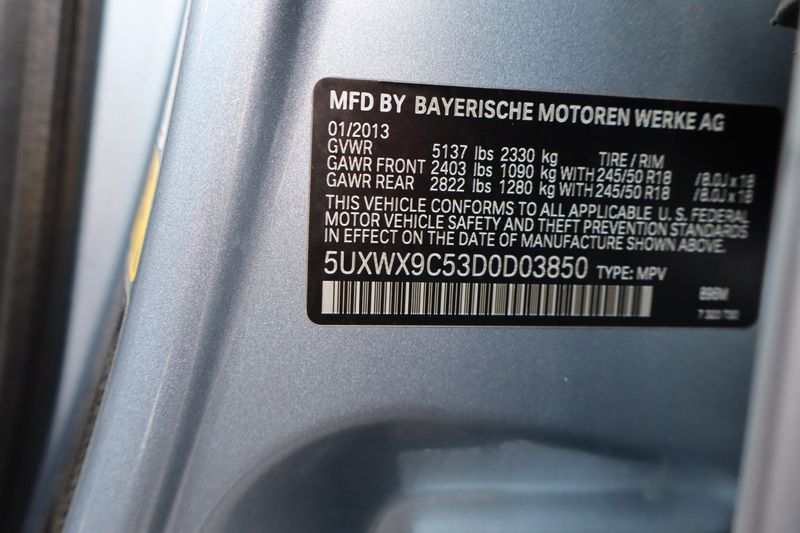 MFD BY BAYERISCHE MOTOREN WERKE AG
01/2013
GVWR 5137 lbs 2330 kg TIRE / RIM
GAWR FRONT 2403 lbs 1090 kg WITH 245/50 R18 / 8.0J x 18
GAWR REAR 2822 lbs 1280 kg WITH 245/50 R18 / 8.0J x 18
THIS VEHICLE CONFORMS TO ALL APPLICABLE U.S. FEDERAL
MOTOR VEHICLE SAFETY AND THEFT PREVENTION STANDARDS
IN EFFECT ON THE DATE OF MANUFACTURE SHOWN ABOVE.
5UXWX9C53D0D03850 TYPE: MPV